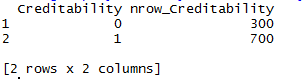 Creditability nrow_Creditability
1 0 300
2 1 700
[2 rows x 2 columns]